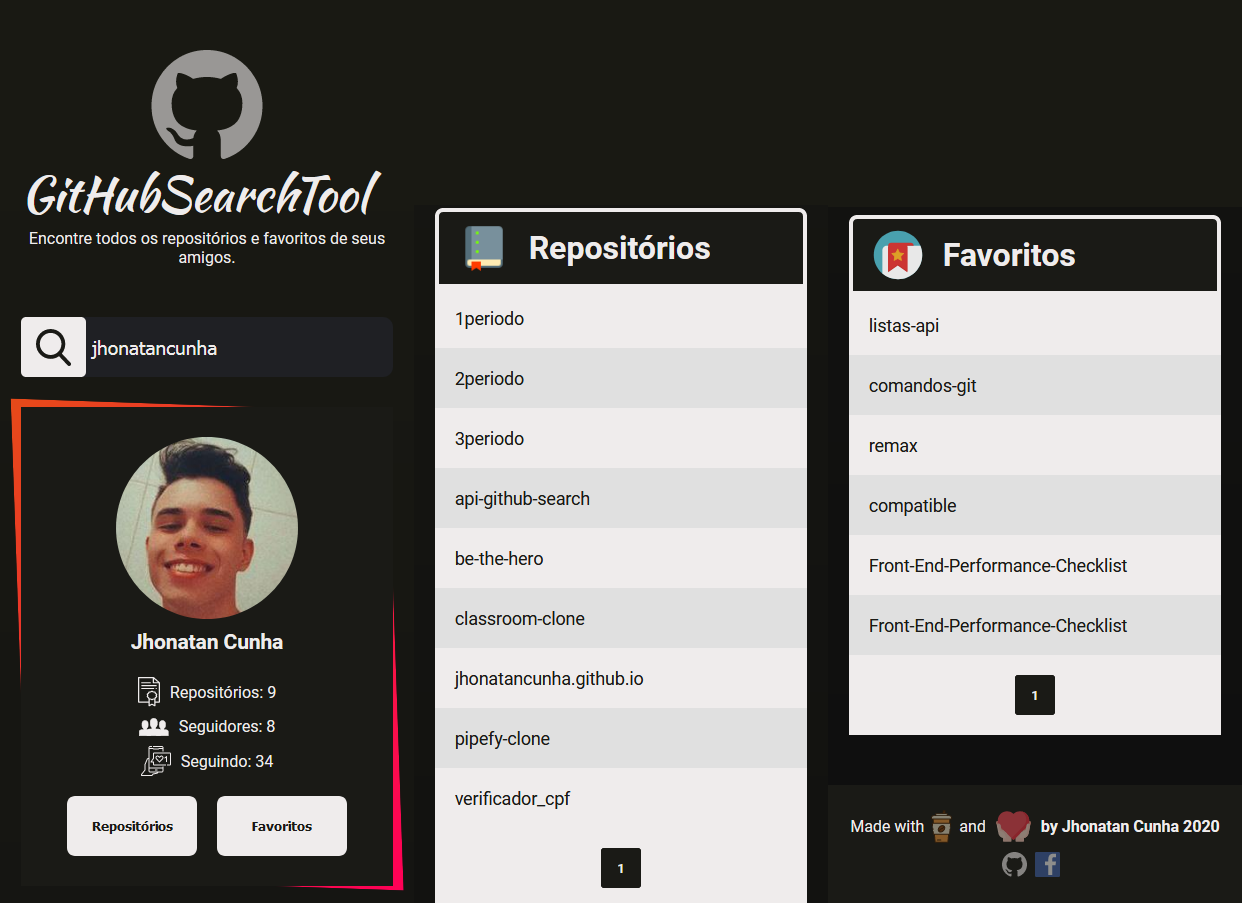 GitHubSearchTool
Encontre todos os repositórios e favoritos de seus
amigos.
jhonatancunha
Jhonatan Cunha
Repositórios: 9
Seguidores: 8
1
Seguindo: 34
Repositórios
Favoritos
Repositórios
1periodo
2periodo
3periodo
api-github-search
be-the-hero
classroom-clone
jhonatancunha.github.io
pipefy-clone
verificador_cpf
1
Favoritos
listas-api
comandos-git
remax
compatible
Front-End-Performance-Checklist
Front-End-Performance-Checklist
1
Made with and by Jhonatan Cunha 2020
f